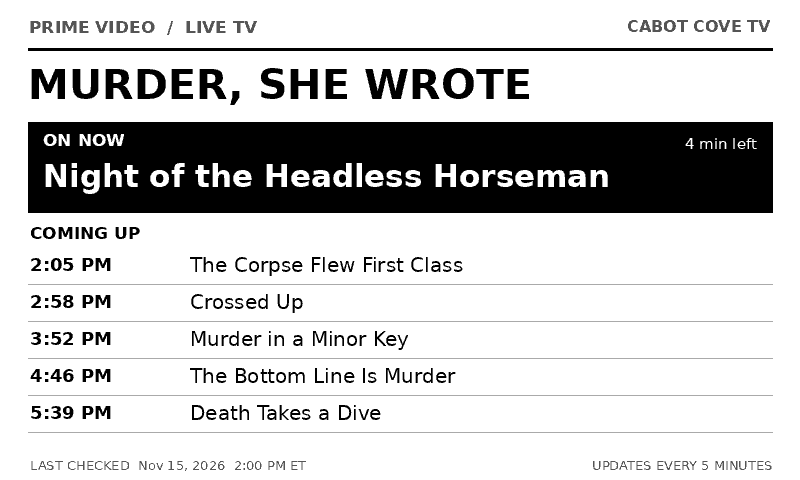 PRIME VIDEO / LIVE TV
CABOT COVE TV
MURDER, SHE WROTE
ON NOW
4 min left
Night of the Headless Horseman
COMING UP
2:05 PM The Corpse Flew First Class
2:58 PM Crossed Up
3:52 PM Murder in a Minor Key
4:46 PM The Bottom Line Is Murder
5:39 PM Death Takes a Dive
LAST CHECKED Nov 15, 2026 2:00 PM ET
UPDATES EVERY 5 MINUTES